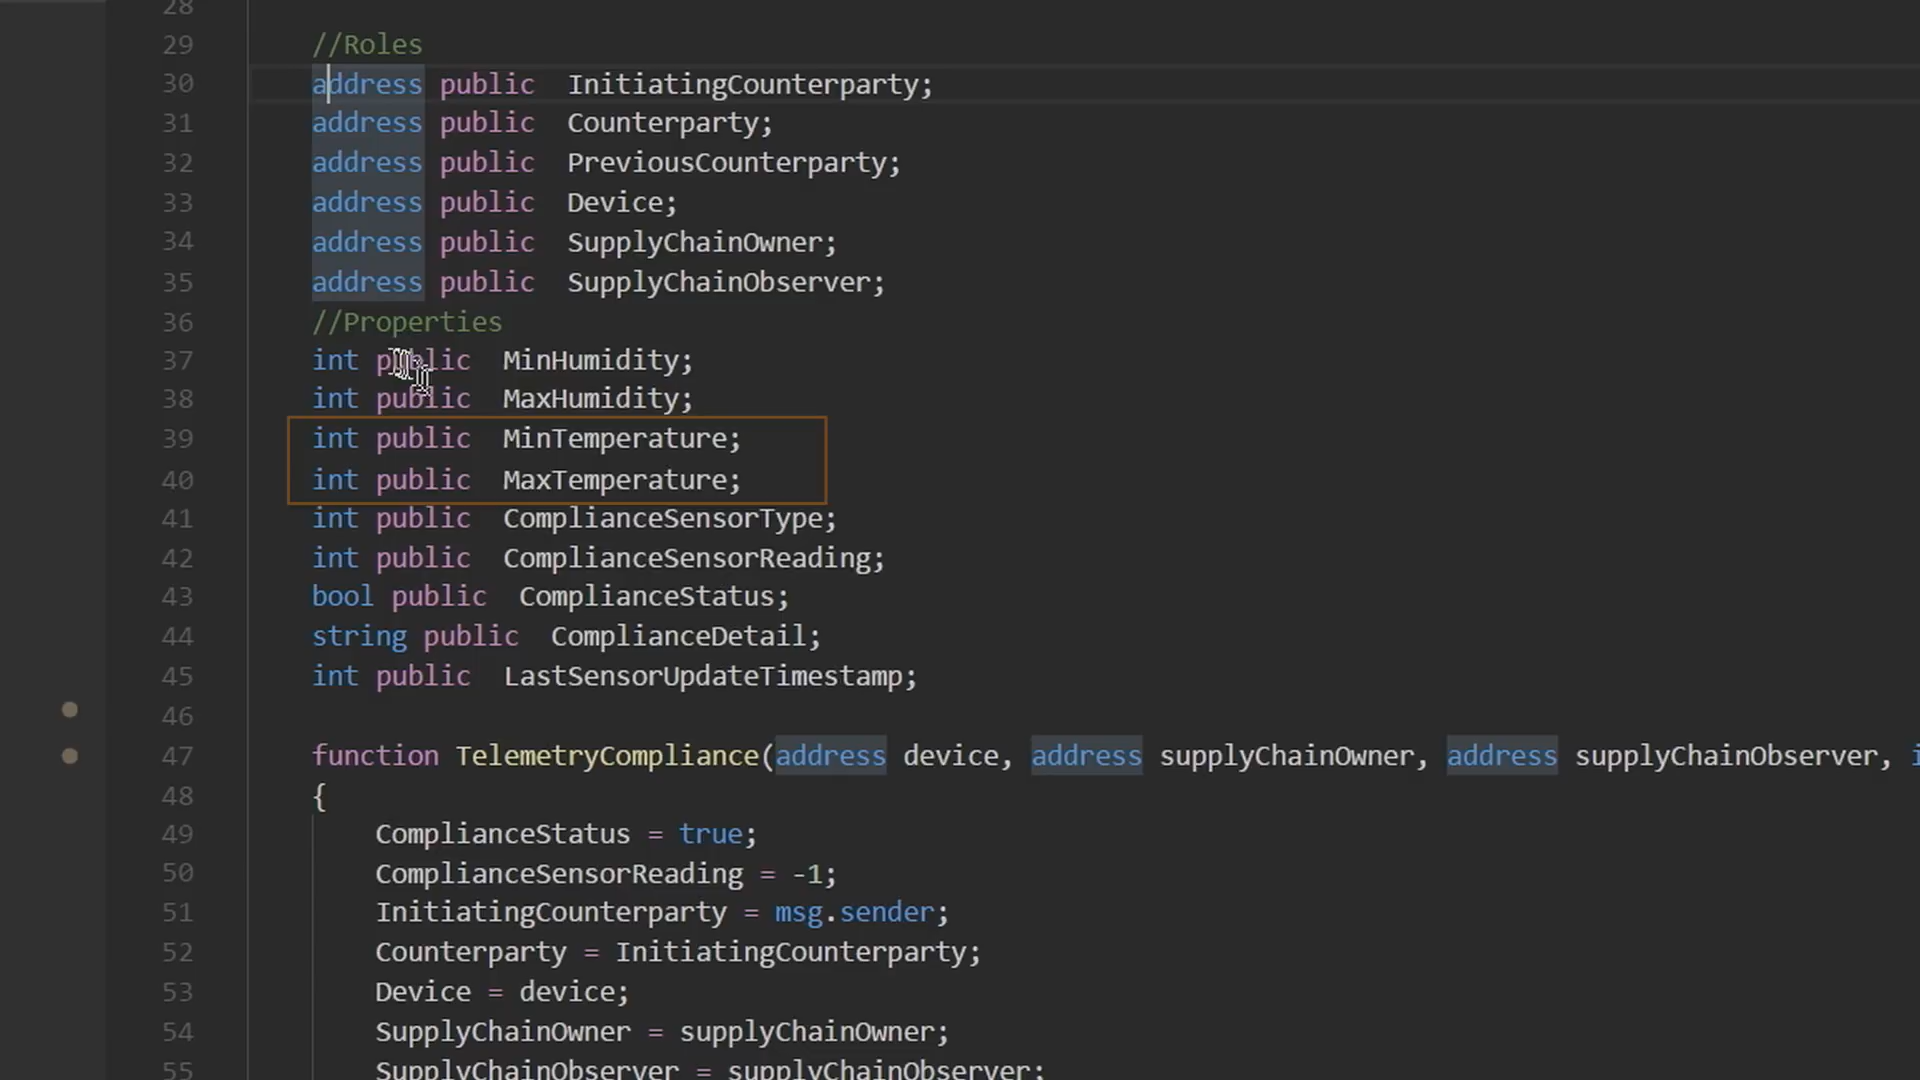 28
29 //Roles
30 address public  InitiatingCounterparty;
31 address public  Counterparty;
32 address public  PreviousCounterparty;
33 address public  Device;
34 address public  SupplyChainOwner;
35 address public  SupplyChainObserver;
36 //Properties
37 int public  MinHumidity;
38 int public  MaxHumidity;
39 int public  MinTemperature;
40 int public  MaxTemperature;
41 int public  ComplianceSensorType;
42 int public  ComplianceSensorReading;
43 bool public  ComplianceStatus;
44 string public  ComplianceDetail;
45 int public  LastSensorUpdateTimestamp;
46
47 function TelemetryCompliance(address device, address supplyChainOwner, address supplyChainObserver, i
48 {
49 ComplianceStatus = true;
50 ComplianceSensorReading = -1;
51 InitiatingCounterparty = msg.sender;
52 Counterparty = InitiatingCounterparty;
53 Device = device;
54 SupplyChainOwner = supplyChainOwner;
55 SupplyChainObserver = supplyChainObserver;